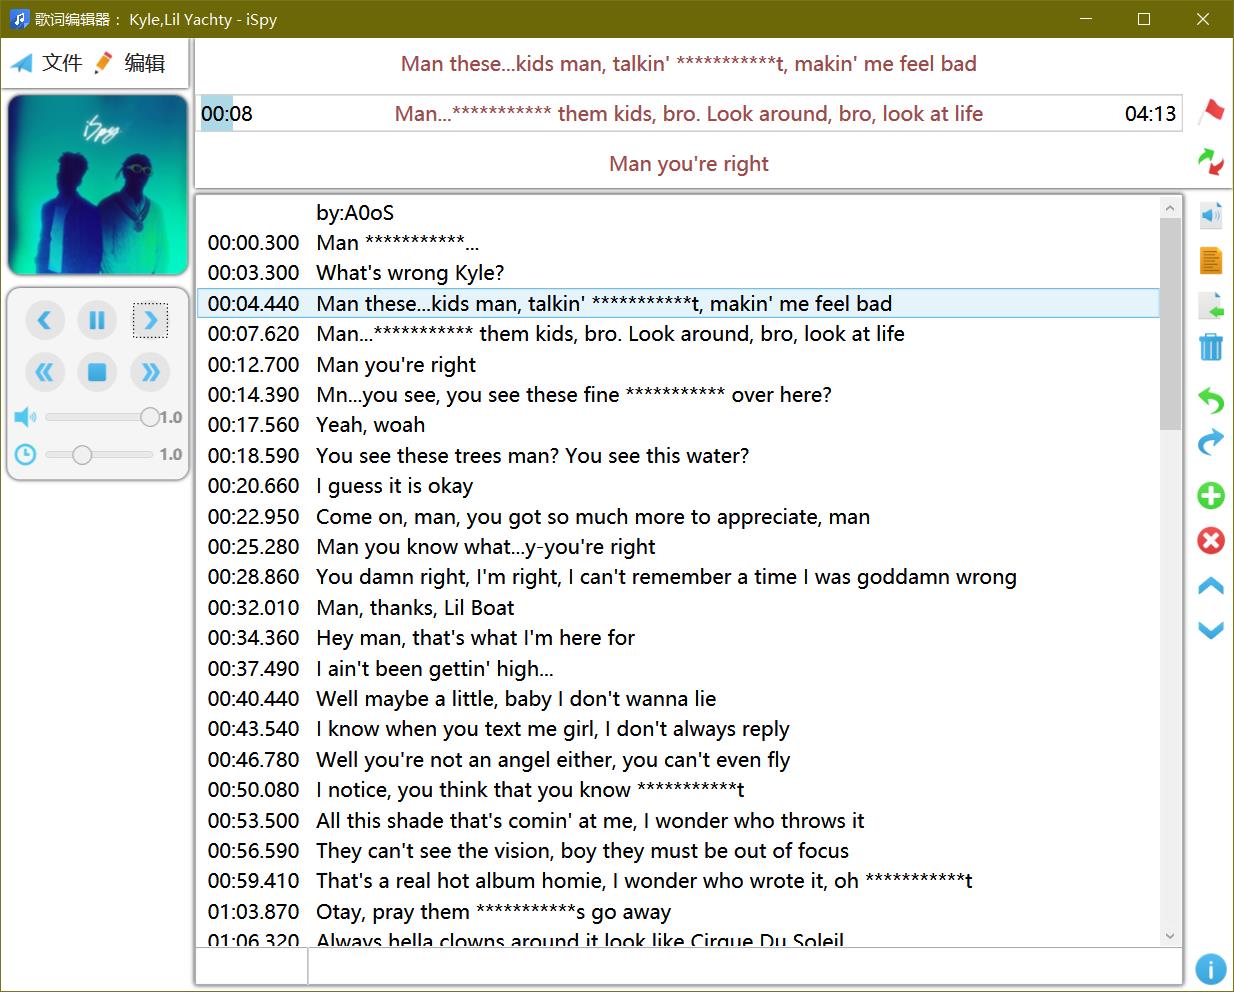 歌词编辑器： Kyle,Lil Yachty - iSpy
文件 编辑
Man these...kids man, talkin' ***********t, makin' me feel bad
00:08 Man...*********** them kids, bro. Look around, bro, look at life 04:13
Man you're right
iSpy
1.0
1.0
by:A0oS
00:00.300 Man ***********...
00:03.300 What's wrong Kyle?
00:04.440 Man these...kids man, talkin' ***********t, makin' me feel bad
00:07.620 Man...*********** them kids, bro. Look around, bro, look at life
00:12.700 Man you're right
00:14.390 Mn...you see, you see these fine *********** over here?
00:17.560 Yeah, woah
00:18.590 You see these trees man? You see this water?
00:20.660 I guess it is okay
00:22.950 Come on, man, you got so much more to appreciate, man
00:25.280 Man you know what...y-you're right
00:28.860 You damn right, I'm right, I can't remember a time I was goddamn wrong
00:32.010 Man, thanks, Lil Boat
00:34.360 Hey man, that's what I'm here for
00:37.490 I ain't been gettin' high...
00:40.440 Well maybe a little, baby I don't wanna lie
00:43.540 I know when you text me girl, I don't always reply
00:46.780 Well you're not an angel either, you can't even fly
00:50.080 I notice, you think that you know ***********t
00:53.500 All this shade that's comin' at me, I wonder who throws it
00:56.590 They can't see the vision, boy they must be out of focus
00:59.410 That's a real hot album homie, I wonder who wrote it, oh ***********t
01:03.870 Otay, pray them ***********s go away
01:06.320 Always hella clowns around it look like Cirque Du Soleil